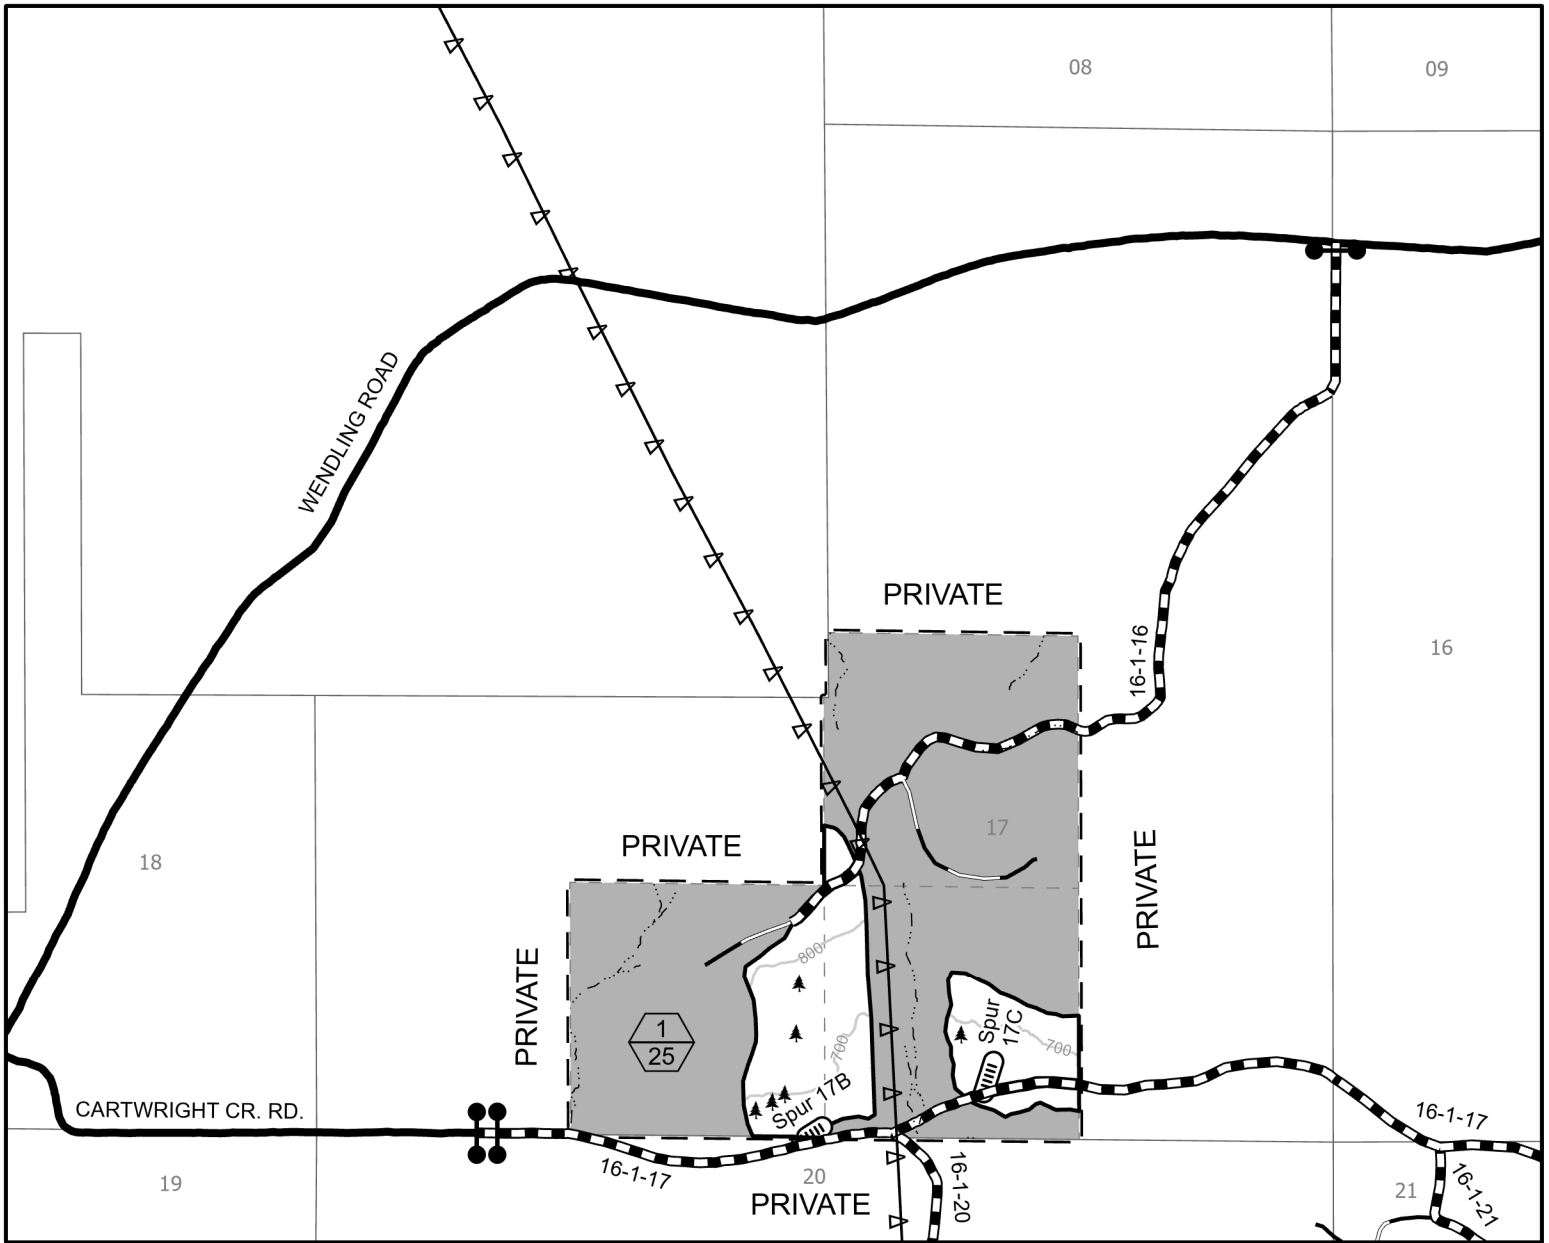 08
09
WENDLING ROAD
PRIVATE
16-1-16
16
17
PRIVATE
18
PRIVATE
800
PRIVATE
Spur
17C
1
25
700
700
Spur 17B
CARTWRIGHT CR. RD.
16-1-17
16-1-17
16-1-20
16-1-21
19
20
21
PRIVATE